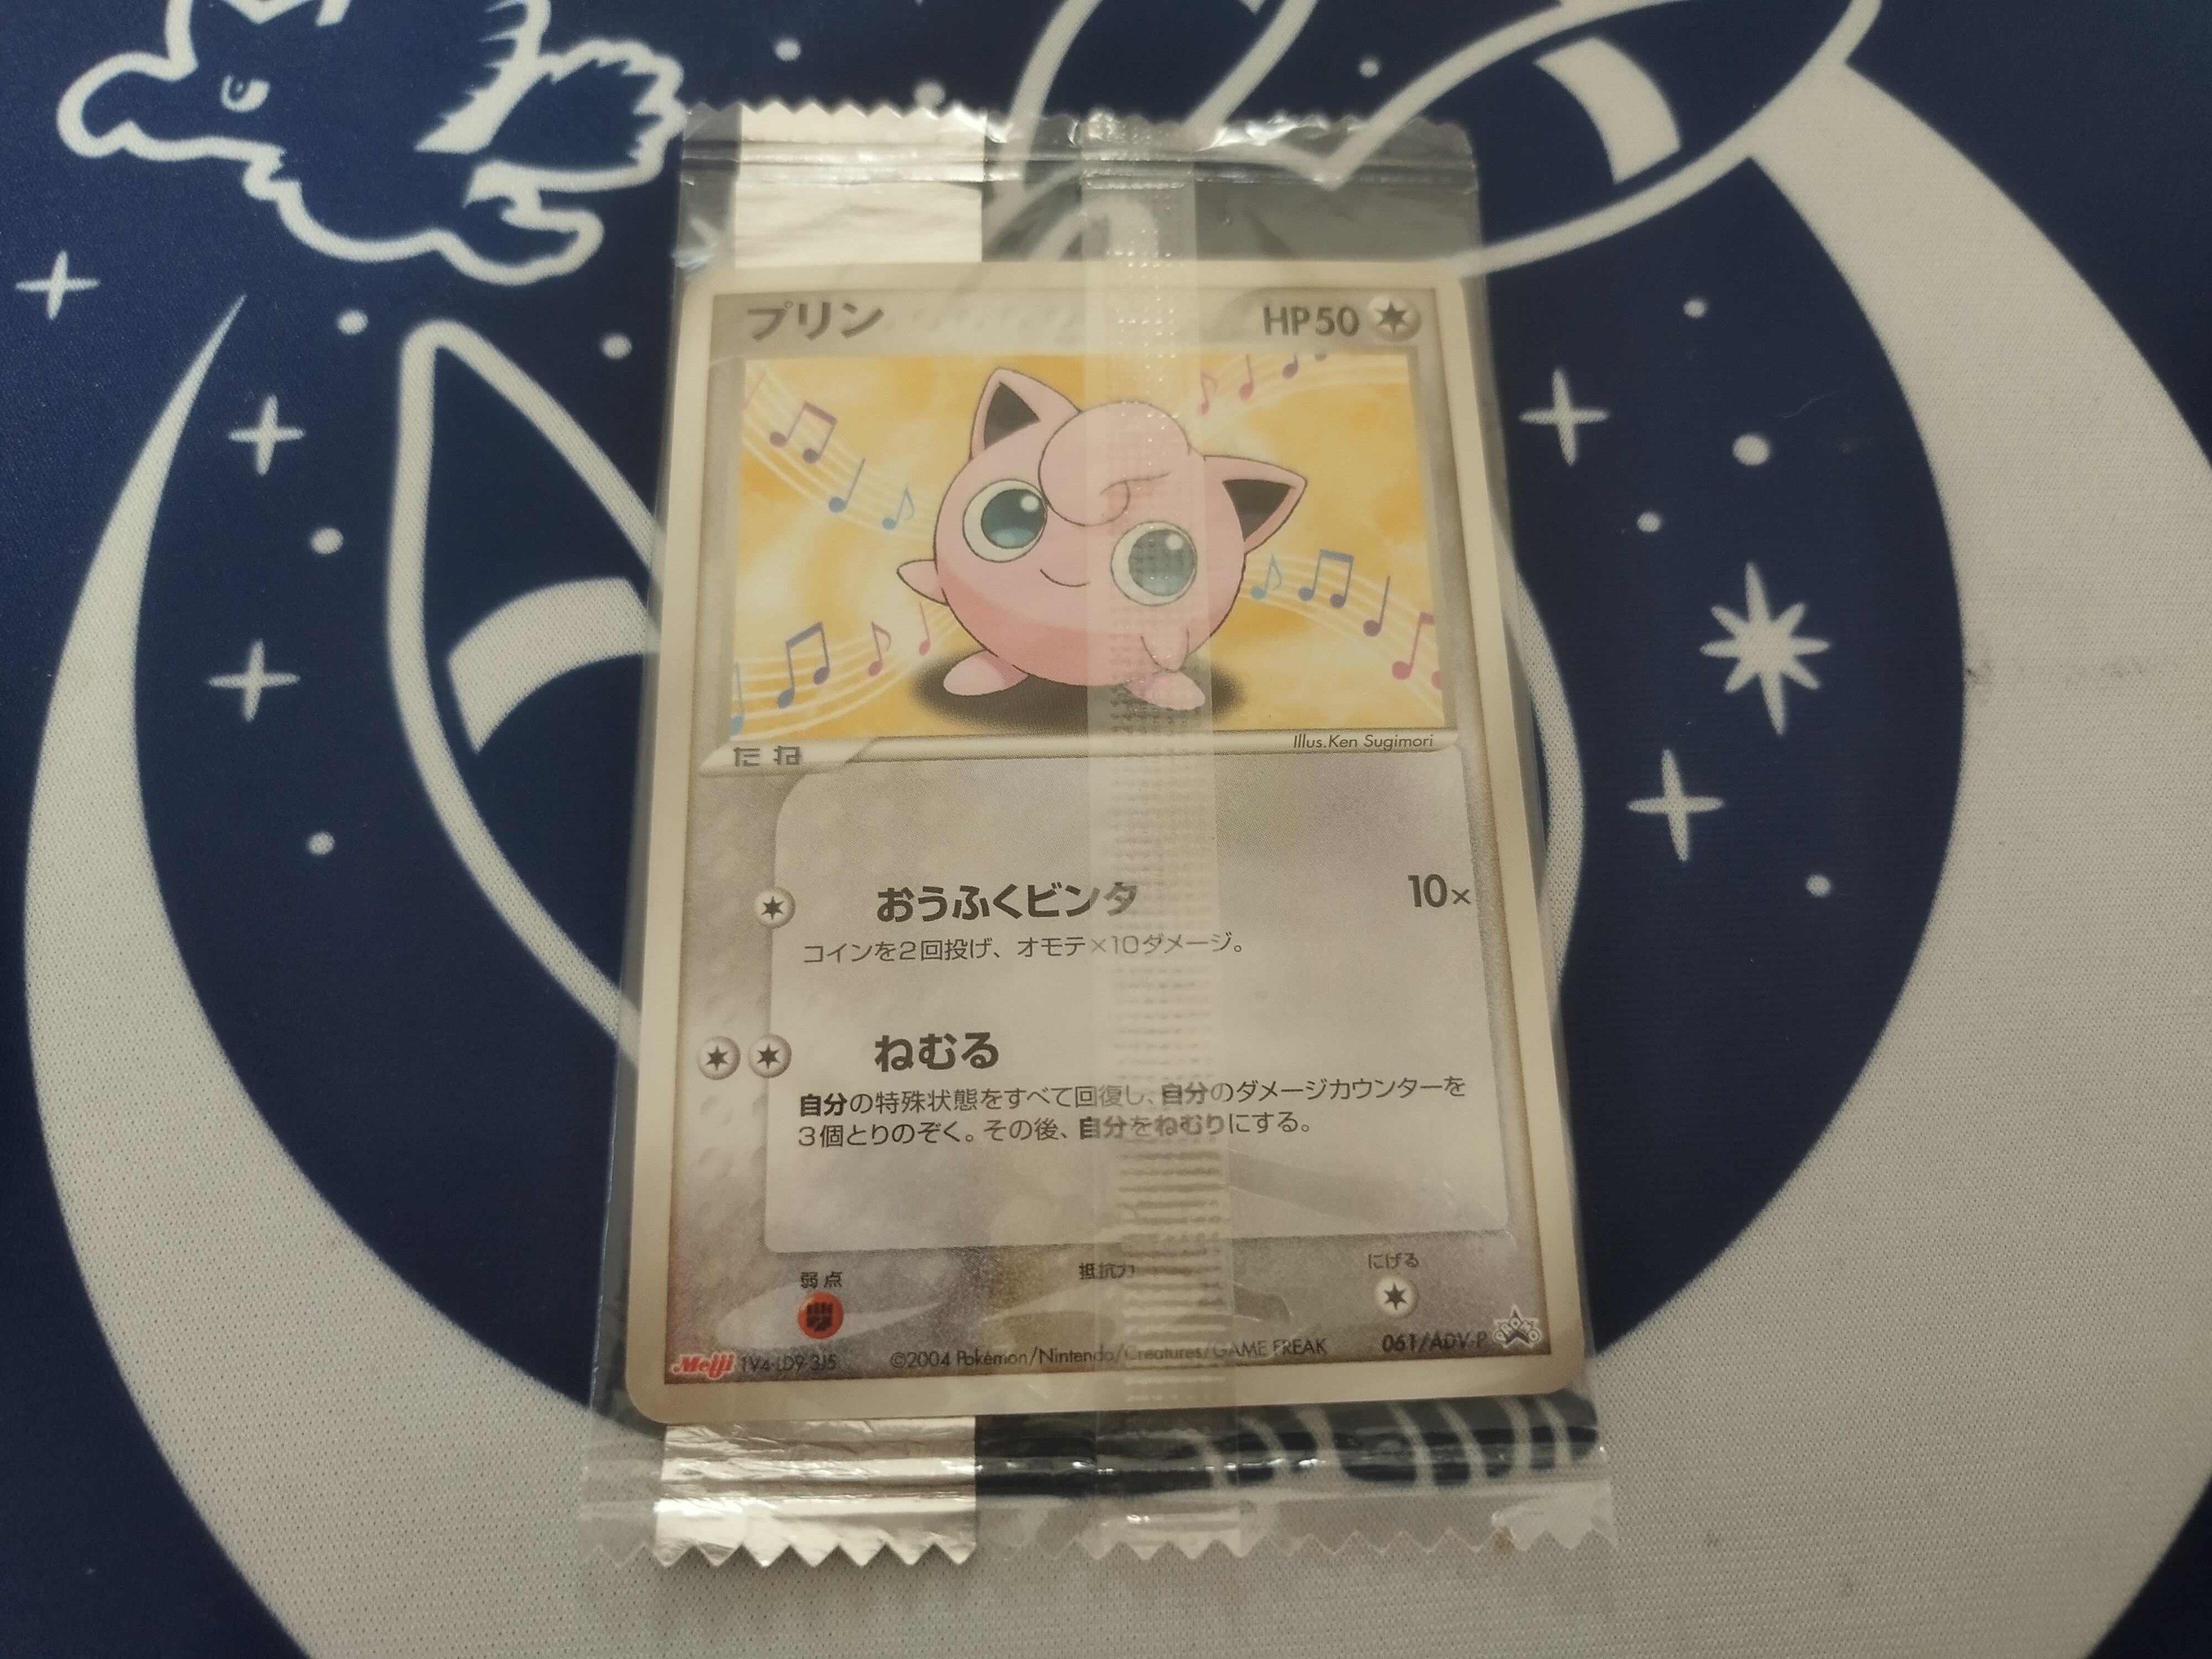 プリン HP50
たね Illus.Ken Sugimori
おうふくビンタ 10×
コインを2回投げ、オモテ×10ダメージ。
ねむる
自分の特殊状態をすべて回復し、自分のダメージカウンターを
3個とりのぞく。その後、自分をねむりにする。
弱点 抵抗力 にげる
Meiji 1V4-LD9-3J5 ©2004 Pokémon/Nintendo/Creatures/GAME FREAK 061/ADV-P PROMO